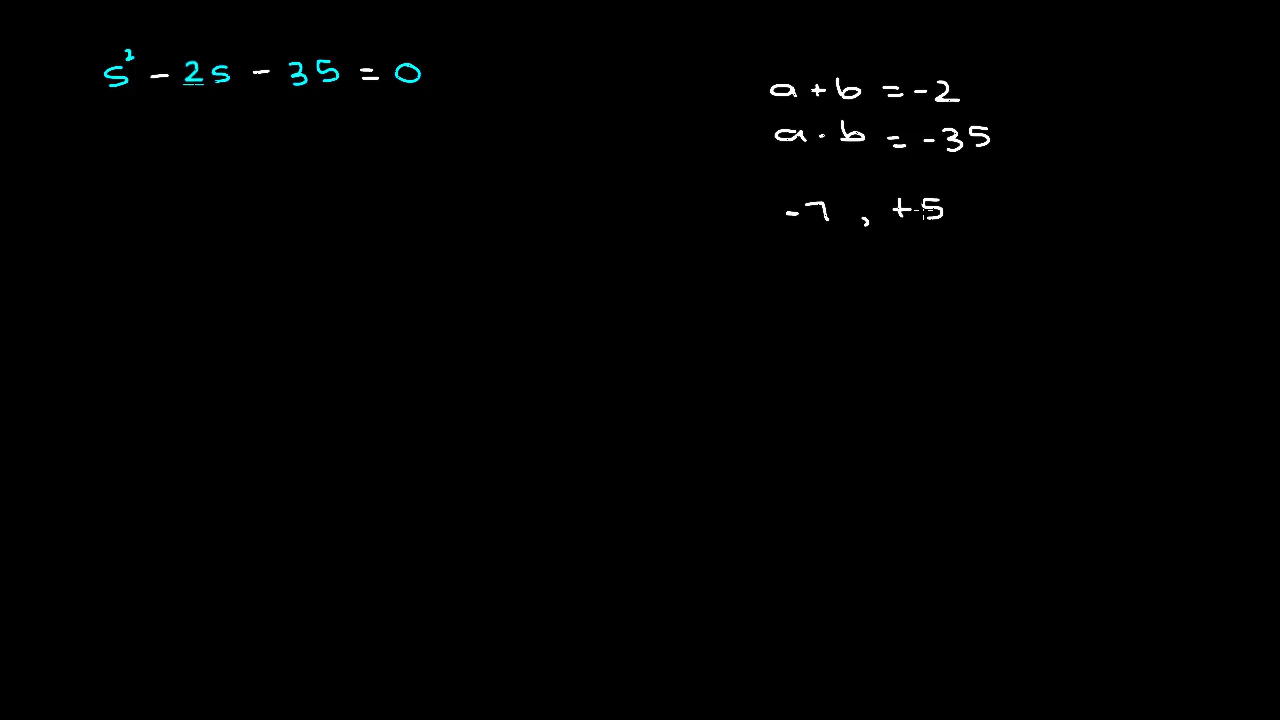 s² - 2s - 35 = 0
a + b = -2
a · b = -35
-7 , +5